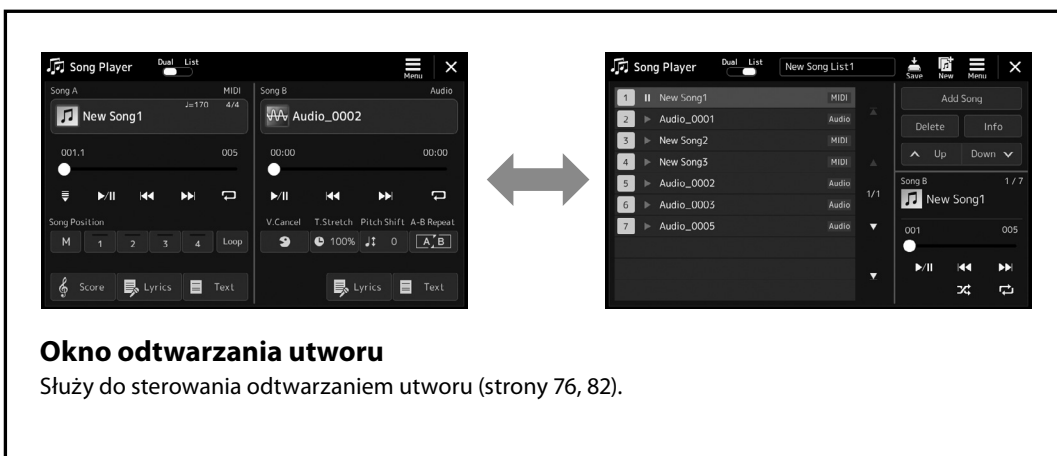 Song Player Dual List Menu
Song A MIDI
♩=170 4/4
New Song1
001.1 005
Song Position
M 1 2 3 4 Loop
Score Lyrics Text
Song B Audio
Audio_0002
00:00 00:00
V.Cancel T.Stretch Pitch Shift A-B Repeat
100% 0 A B
Lyrics Text
Song Player Dual List New Song List1 Save New Menu
1 New Song1 MIDI
2 Audio_0001 Audio
3 New Song2 MIDI
4 New Song3 MIDI
5 Audio_0002 Audio
6 Audio_0003 Audio
7 Audio_0005 Audio
1/1
Add Song
Delete Info
Up Down
Song B 1/7
New Song1
001 005
Okno odtwarzania utworu
Służy do sterowania odtwarzaniem utworu (strony 76, 82).